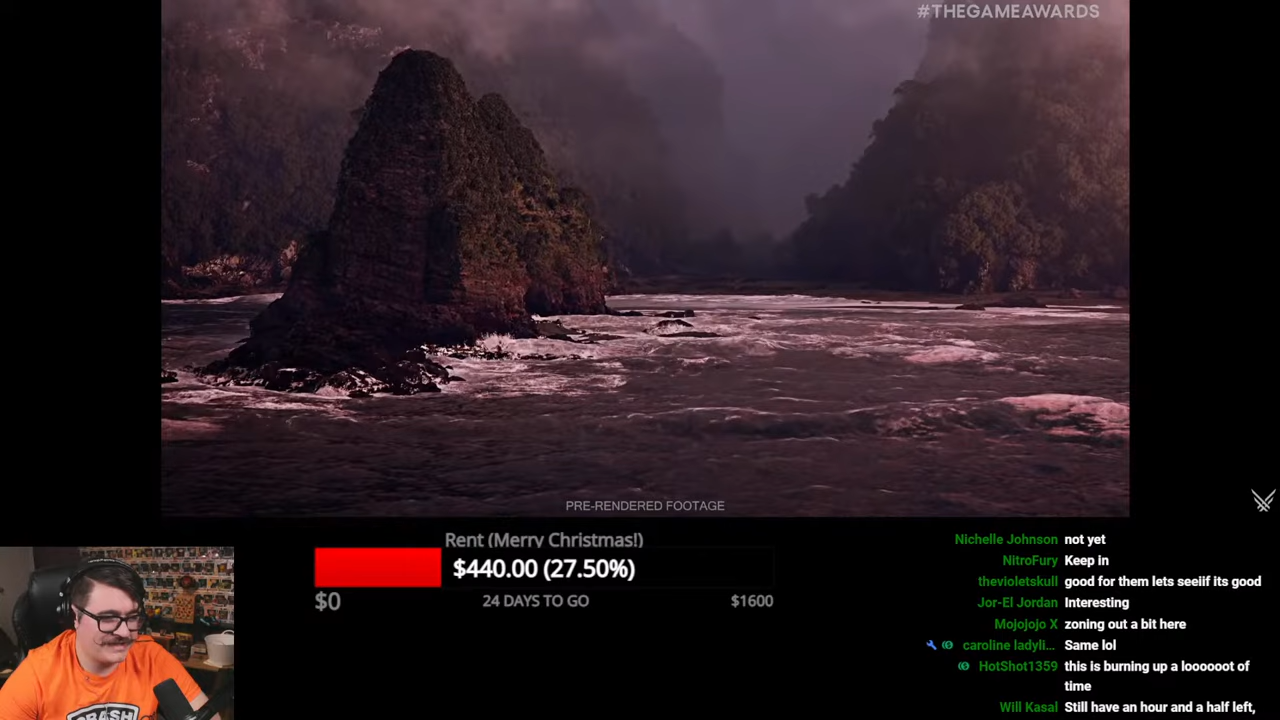 #THEGAMEAWARDS
PRE-RENDERED FOOTAGE
Rent (Merry Christmas!)
$440.00 (27.50%)
$0 24 DAYS TO GO $1600
Nichelle Johnson not yet
NitroFury Keep in
thevioletskull good for them lets seeiif its good
Jor-El Jordan Interesting
Mojojojo X zoning out a bit here
caroline ladyli... Same lol
HotShot1359 this is burning up a loooooot of
time
Will Kasal Still have an hour and a half left,
CRASH